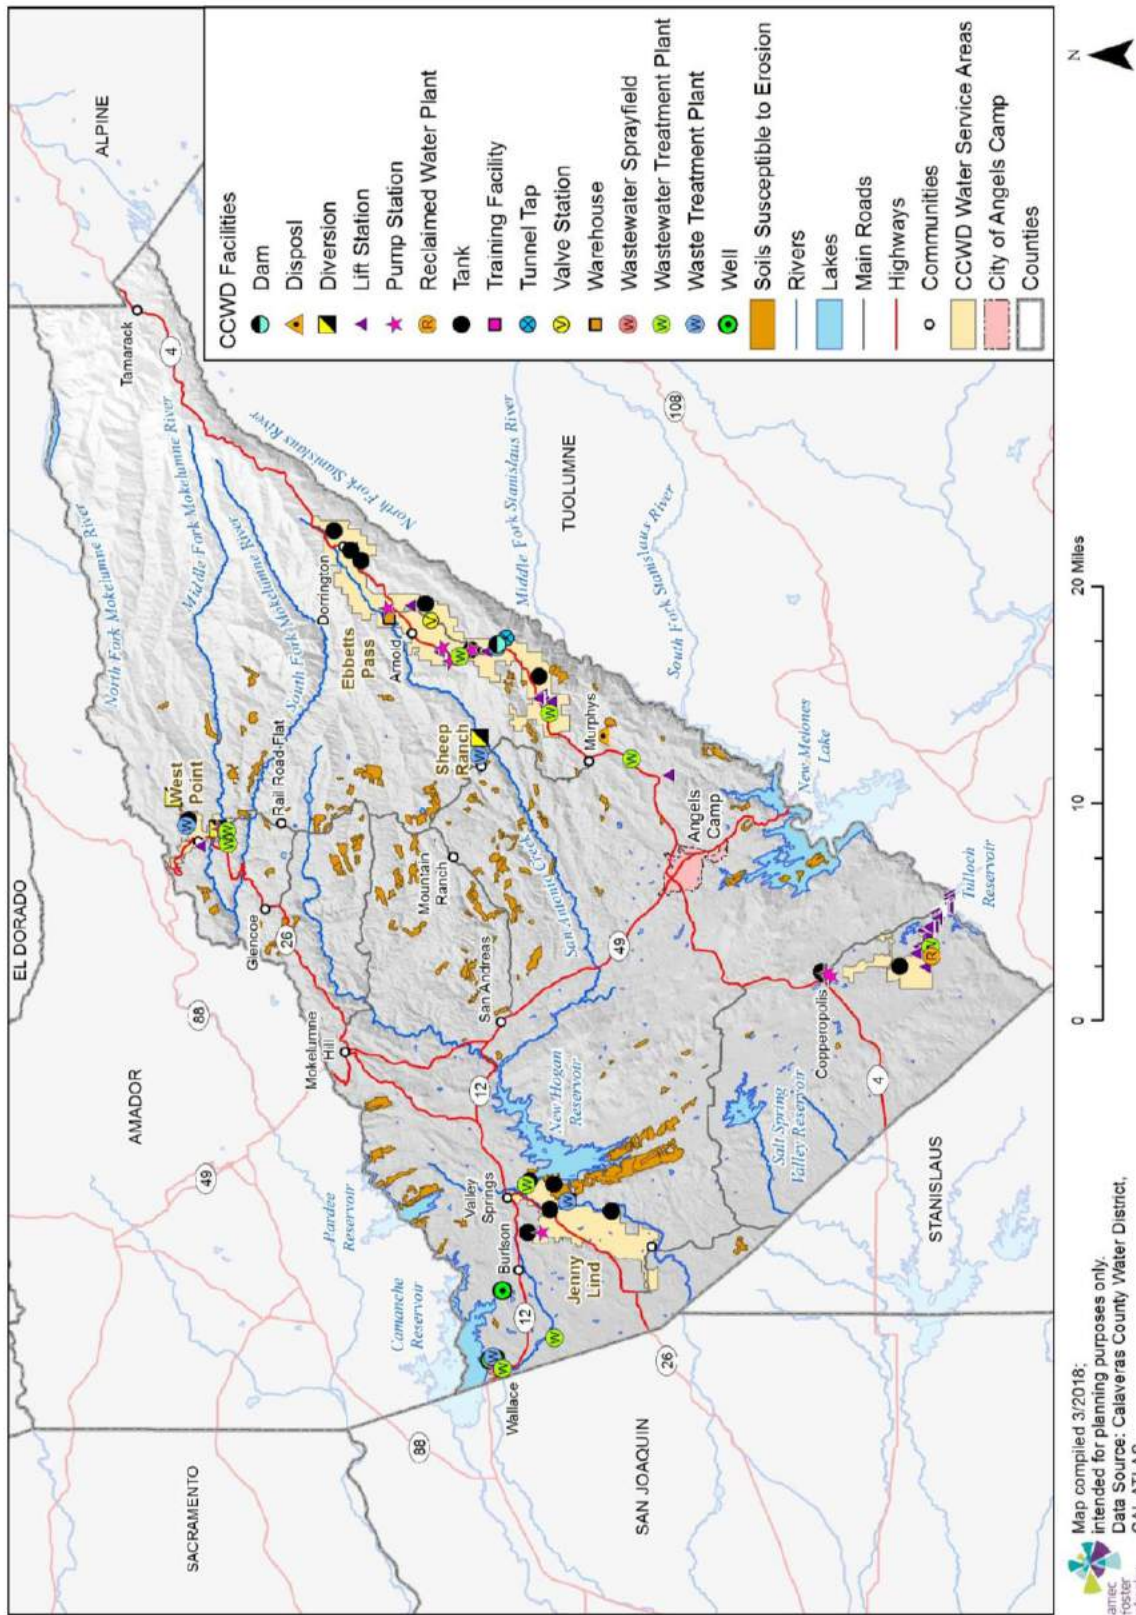 EL DORADO
ALPINE
AMADOR
SACRAMENTO
SAN JOAQUIN
STANISLAUS
TUOLUMNE
Tamarack
4
North Fork Mokelumne River
Middle Fork Mokelumne River
South Fork Mokelumne River
North Fork Stanislaus River
Middle Fork Stanislaus River
South Fork Stanislaus River
108
88
49
West
Point
Rail Road-Flat
Glencoe
26
Dorrington
Ebbetts
Pass
Arnold
Sheep
Ranch
Mountain
Ranch
San Antonio Creek
Murphys
Mokelumne
Hill
San Andreas
49
Angels
Camp
New Melones
Lake
Tulloch
Reservoir
Copperopolis
4
Salt Spring
Valley Reservoir
Pardee
Reservoir
Camanche
Reservoir
Valley
Springs
12
New Hogan
Reservoir
Burlson
Jenny
Lind
12
Wallace
26
88
CCWD Facilities
Dam
Disposl
Diversion
Lift Station
Pump Station
R Reclaimed Water Plant
Tank
Training Facility
Tunnel Tap
V Valve Station
Warehouse
W Wastewater Sprayfield
W Wastewater Treatment Plant
W Waste Treatment Plant
Well
Soils Susceptible to Erosion
Rivers
Lakes
Main Roads
Highways
Communities
CCWD Water Service Areas
City of Angels Camp
Counties
N
0 10 20 Miles
amec
foster
Map compiled 3/2018;
intended for planning purposes only.
Data Source: Calaveras County Water District,